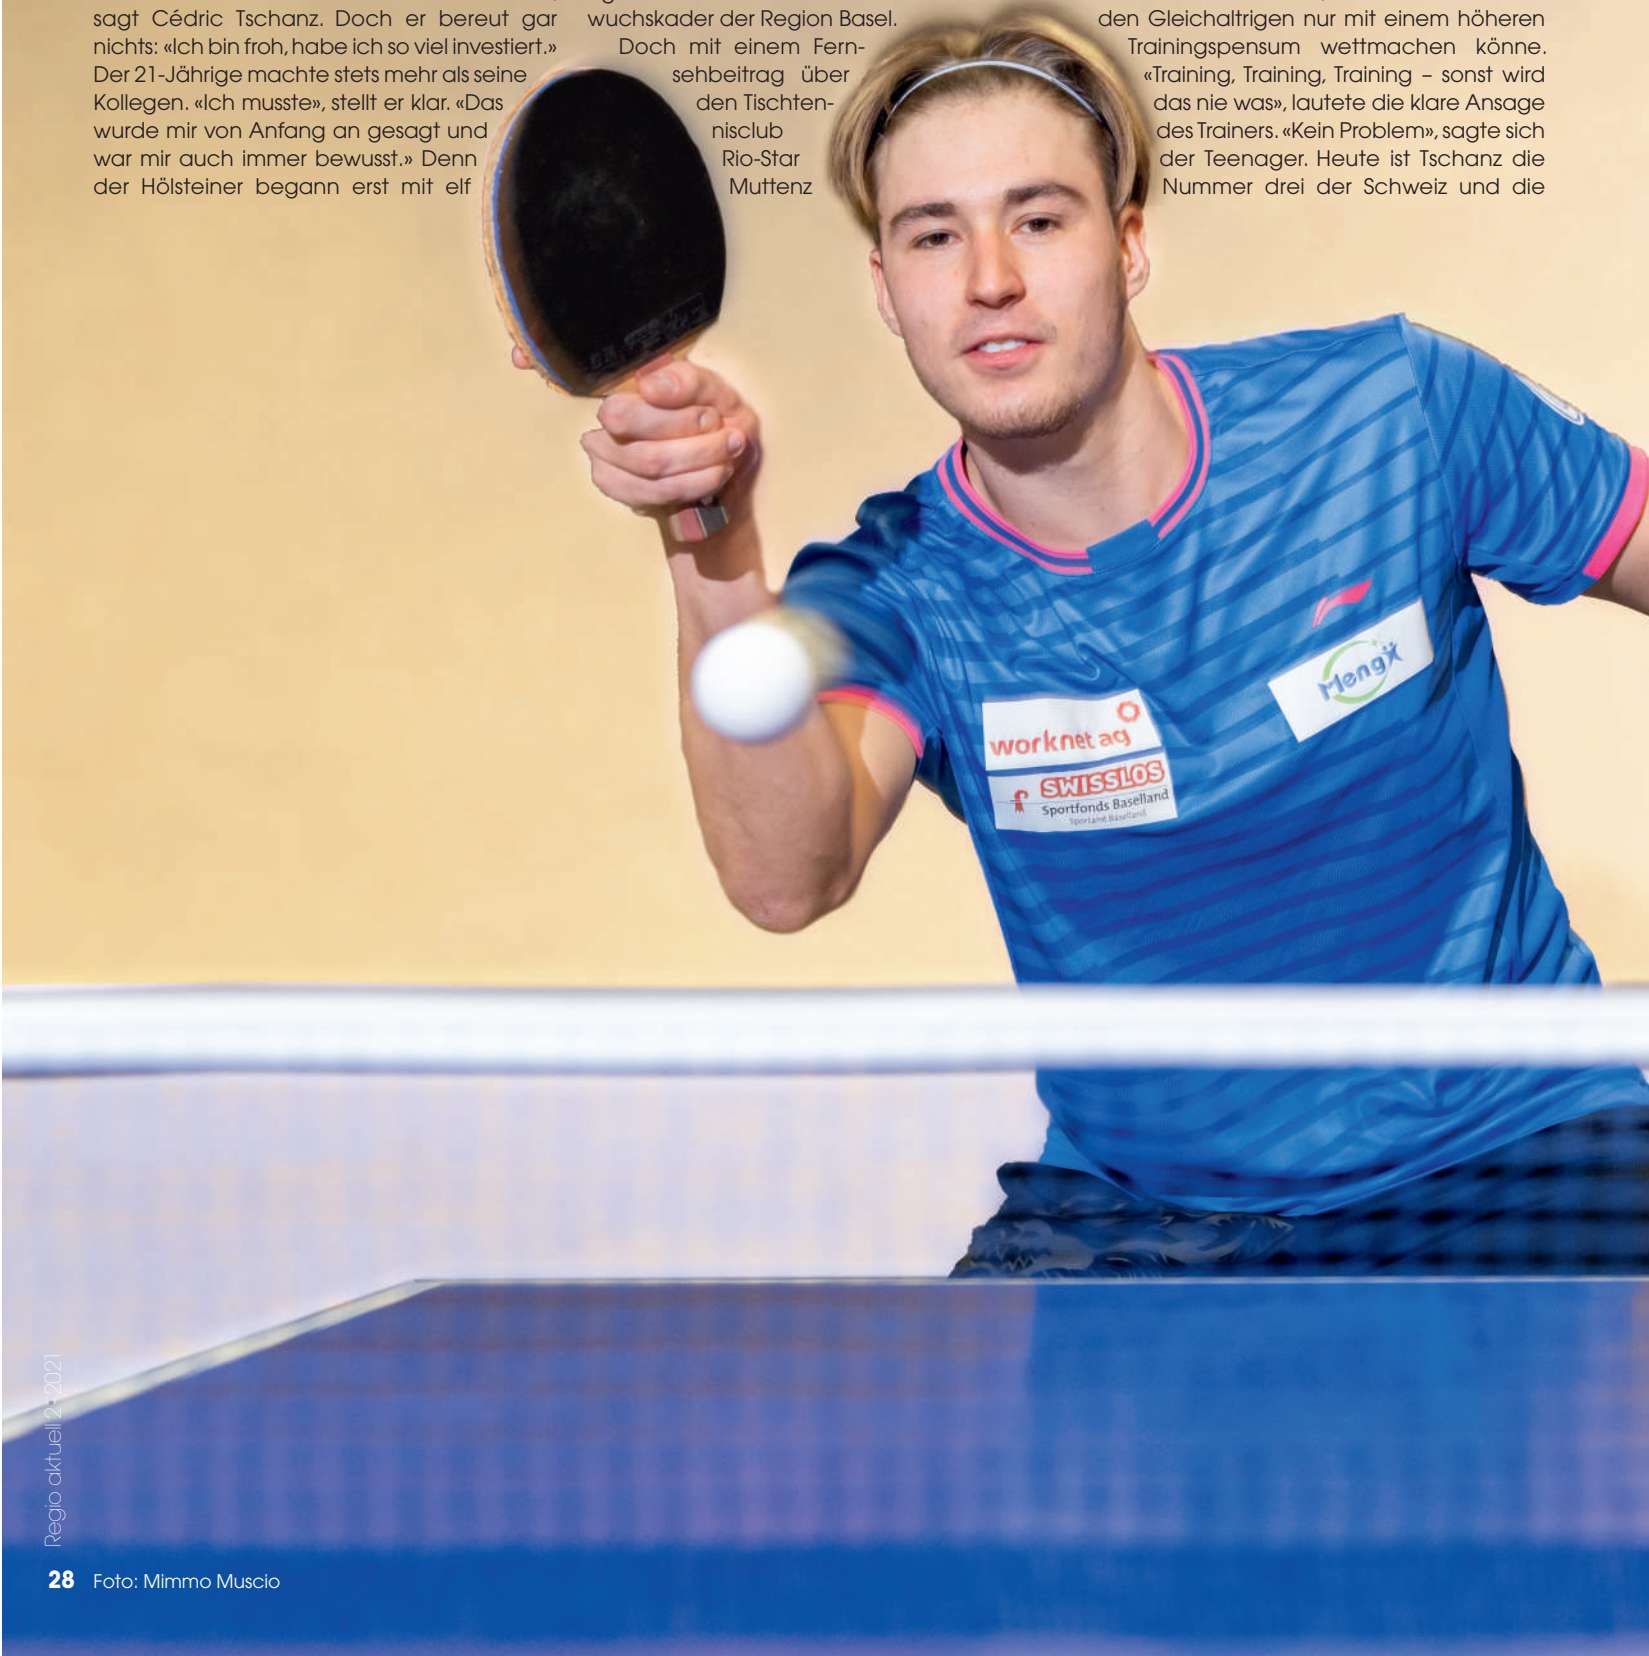 sagt Cédric Tschanz. Doch er bereut gar
nichts: «Ich bin froh, habe ich so viel investiert.»
Der 21-Jährige machte stets mehr als seine
Kollegen. «Ich musste», stellt er klar. «Das
wurde mir von Anfang an gesagt und
war mir auch immer bewusst.» Denn
der Hölsteiner begann erst mit elf
wuchskader der Region Basel.
Doch mit einem Fern-
sehbeitrag über
den Tischten-
nisclub
Rio-Star
Muttenz
den Gleichaltrigen nur mit einem höheren
Trainingspensum wettmachen könne.
«Training, Training, Training – sonst wird
das nie was», lautete die klare Ansage
des Trainers. «Kein Problem», sagte sich
der Teenager. Heute ist Tschanz die
Nummer drei der Schweiz und die
MengX
worknet ag
SWISSLOS
Sportfonds Baselland
Sportamt Baselland
Regio aktuell 2 • 2021
28 Foto: Mimmo Muscio